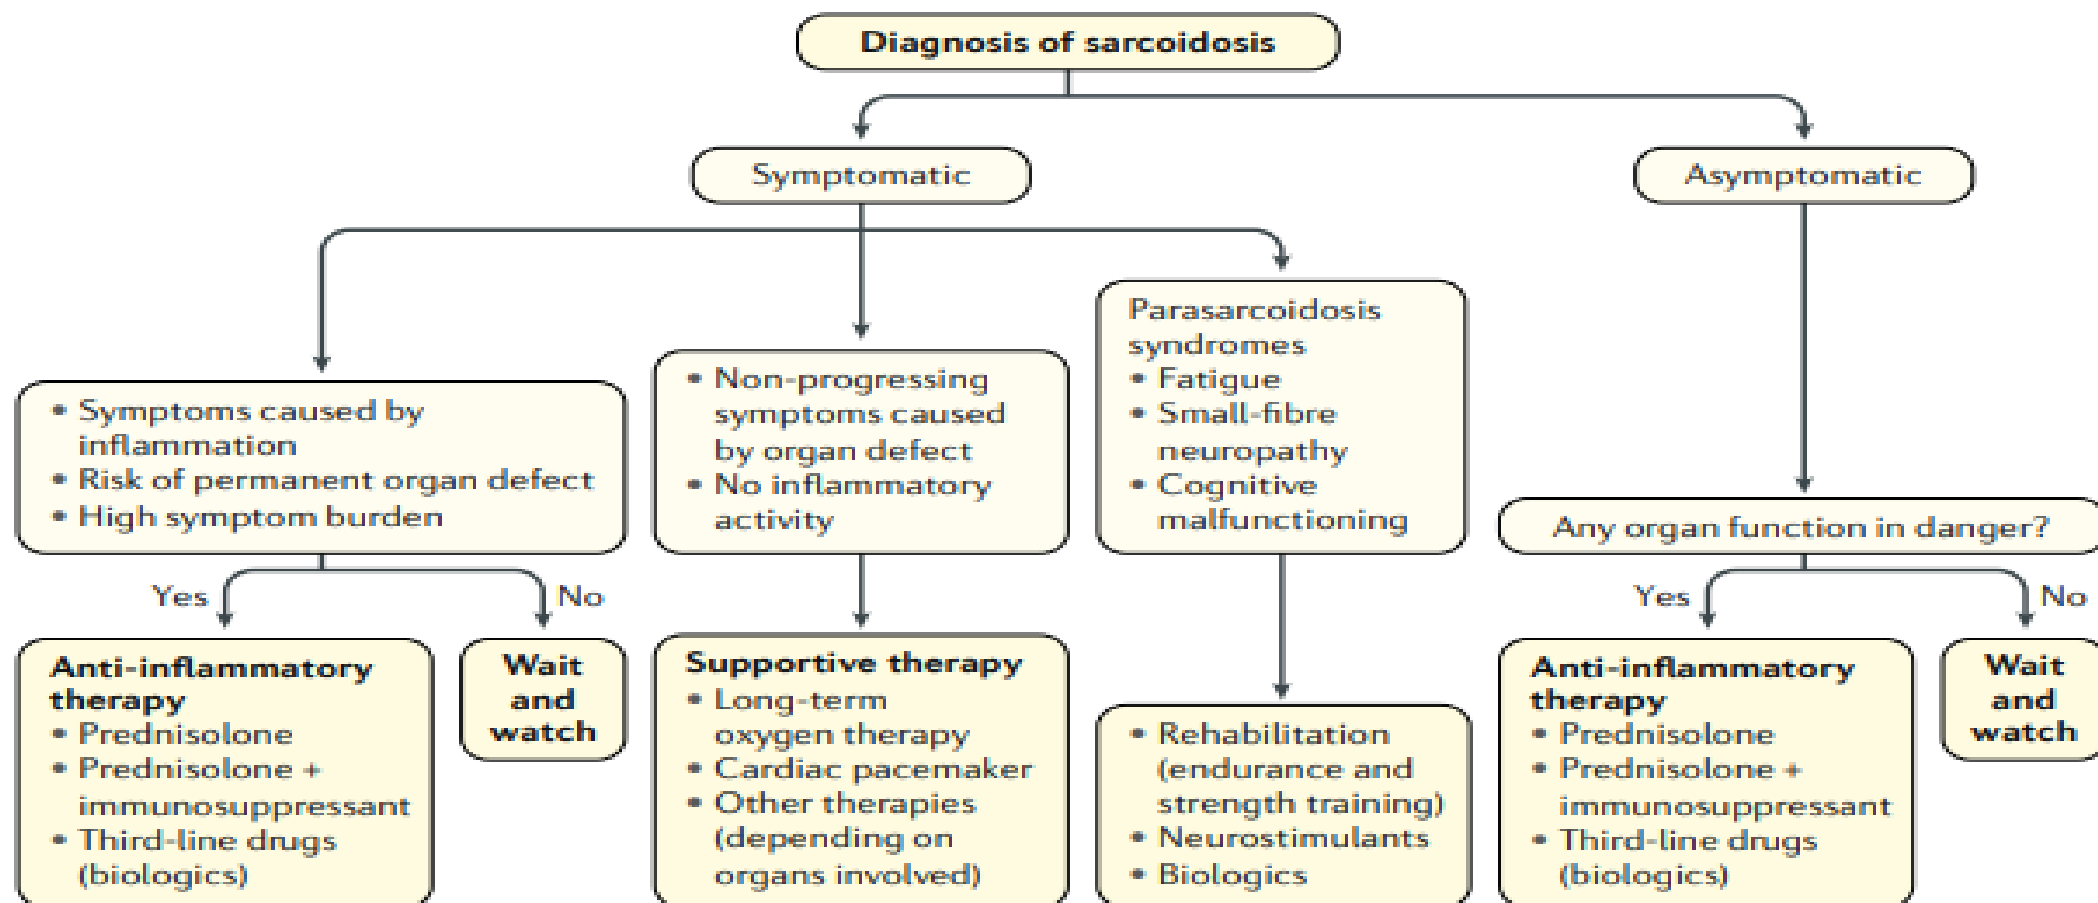 Diagnosis of sarcoidosis
Symptomatic
Asymptomatic
• Symptoms caused by
inflammation
• Risk of permanent organ defect
• High symptom burden
• Non-progressing
symptoms caused
by organ defect
• No inflammatory
activity
Parasarcoidosis
syndromes
• Fatigue
• Small-fibre
neuropathy
• Cognitive
malfunctioning
Any organ function in danger?
Yes
No
Yes
No
Anti-inflammatory
therapy
• Prednisolone
• Prednisolone +
immunosuppressant
• Third-line drugs
(biologics)
Wait
and
watch
Supportive therapy
• Long-term
oxygen therapy
• Cardiac pacemaker
• Other therapies
(depending on
organs involved)
• Rehabilitation
(endurance and
strength training)
• Neurostimulants
• Biologics
Anti-inflammatory
therapy
• Prednisolone
• Prednisolone +
immunosuppressant
• Third-line drugs
(biologics)
Wait
and
watch